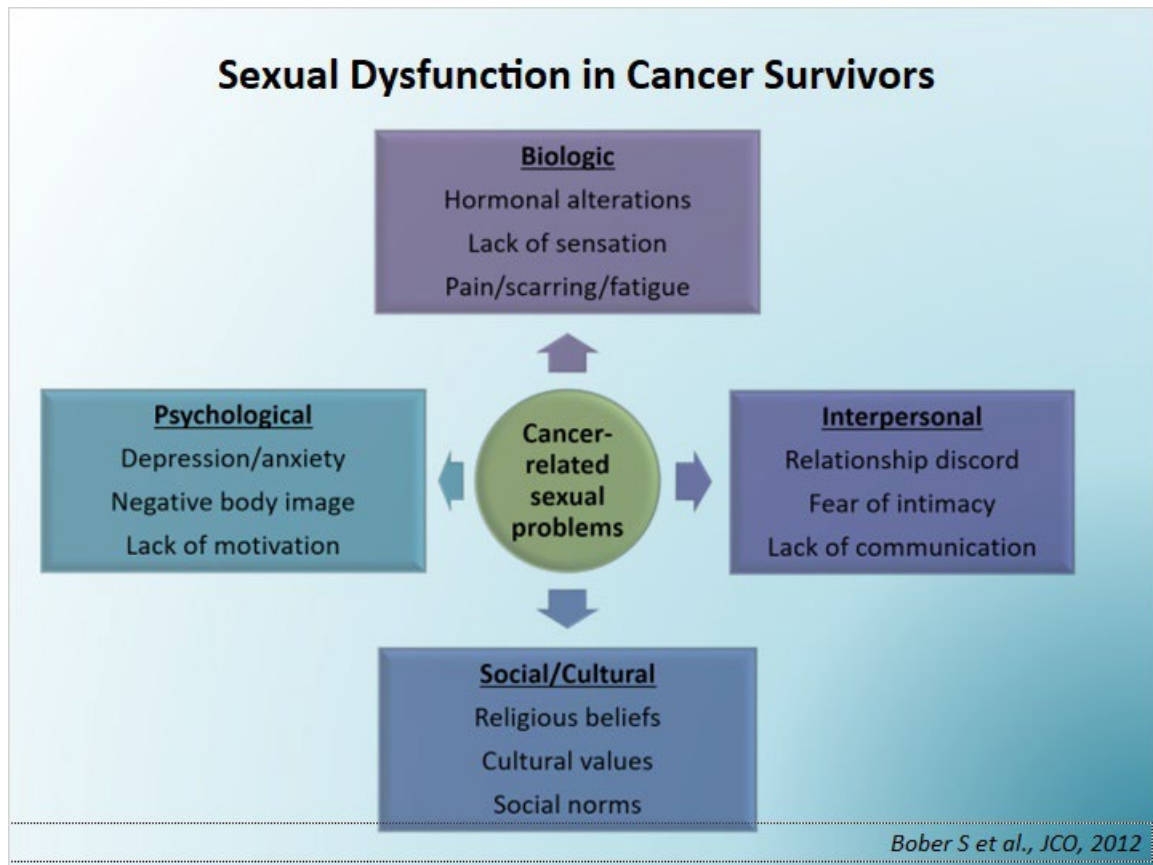 Sexual Dysfunction in Cancer Survivors
Biologic
Hormonal alterations
Lack of sensation
Pain/scarring/fatigue
Psychological
Depression/anxiety
Negative body image
Lack of motivation
Cancer-
related
sexual
problems
Interpersonal
Relationship discord
Fear of intimacy
Lack of communication
Social/Cultural
Religious beliefs
Cultural values
Social norms
Bober S et al., JCO, 2012